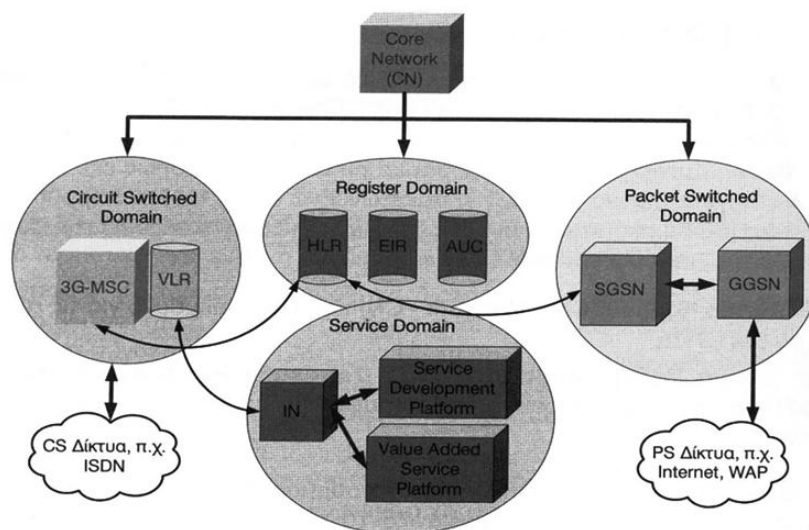 Core
Network
(CN)
Circuit Switched
Domain
3G-MSC
VLR
Register Domain
HLR
EIR
AUC
Packet Switched
Domain
SGSN
GGSN
Service Domain
IN
Service
Development
Platform
Value Added
Service
Platform
CS Δίκτυα, π.χ.
ISDN
PS Δίκτυα, π.χ.
Internet, WAP